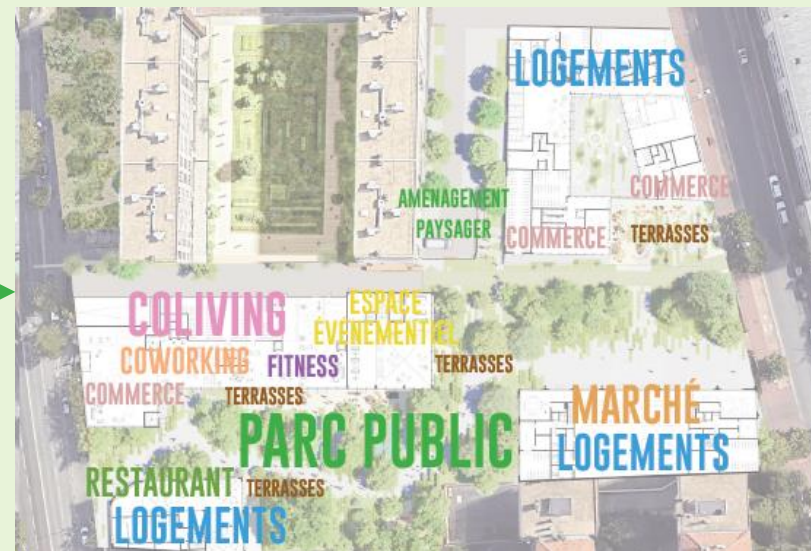 LOGEMENTS
COMMERCE
AMENAGEMENT
PAYSAGER
COMMERCE
TERRASSES
COLIVING
ESPACE
ÉVENEMENTIEL
COWORKING
FITNESS
TERRASSES
COMMERCE
TERRASSES
MARCHÉ
PARC PUBLIC
LOGEMENTS
RESTAURANT
TERRASSES
LOGEMENTS